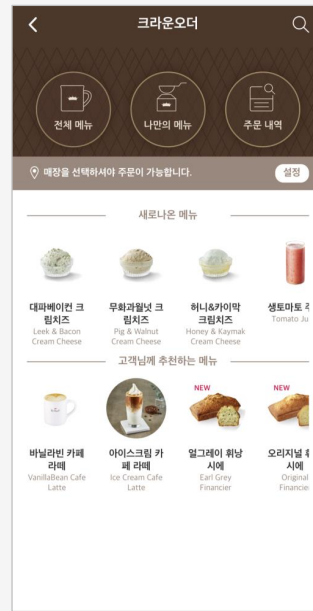 크라운오더
전체 메뉴
나만의 메뉴
주문 내역
매장을 선택하셔야 주문이 가능합니다.
설정
새로나온 메뉴
대파베이컨 크
림치즈
Leek & Bacon
Cream Cheese
무화과월넛 크
림치즈
Pig & Walnut
Cream Cheese
허니&카이막
크림치즈
Honey & Kaymak
Cream Cheese
생토마토
Tomato Ju
고객님께 추천하는 메뉴
바닐라빈 카페
라떼
VanillaBean Cafe
Latte
아이스크림 카
페 라떼
Ice Cream Cafe
Latte
NEW
얼그레이 휘낭
시에
Earl Grey
Financier
NEW
오리지널
시에
Original
Financie